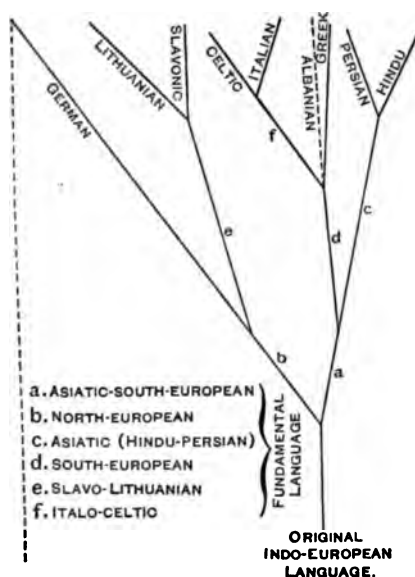 GERMAN
LITHUANIAN
SLAVONIC
CELTIC
ITALIAN
ALBANIAN
GREEK
PERSIAN
HINDU
f
e
d
c
b
a
a. ASIATIC-SOUTH-EUROPEAN
b. NORTH-EUROPEAN
c. ASIATIC (HINDU-PERSIAN)
d. SOUTH-EUROPEAN
e. SLAVO-LITHUANIAN
f. ITALO-CELTIC
FUNDAMENTAL
LANGUAGE
ORIGINAL
INDO-EUROPEAN
LANGUAGE.